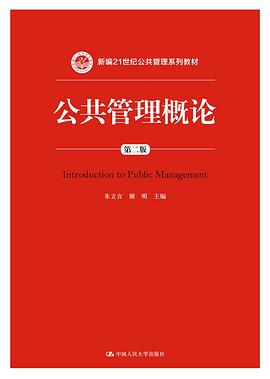 新编21世纪公共管理系列教材
公共管理概论
第二版
Introduction to Public Management
朱立言 谢 明 主编
中国人民大学出版社